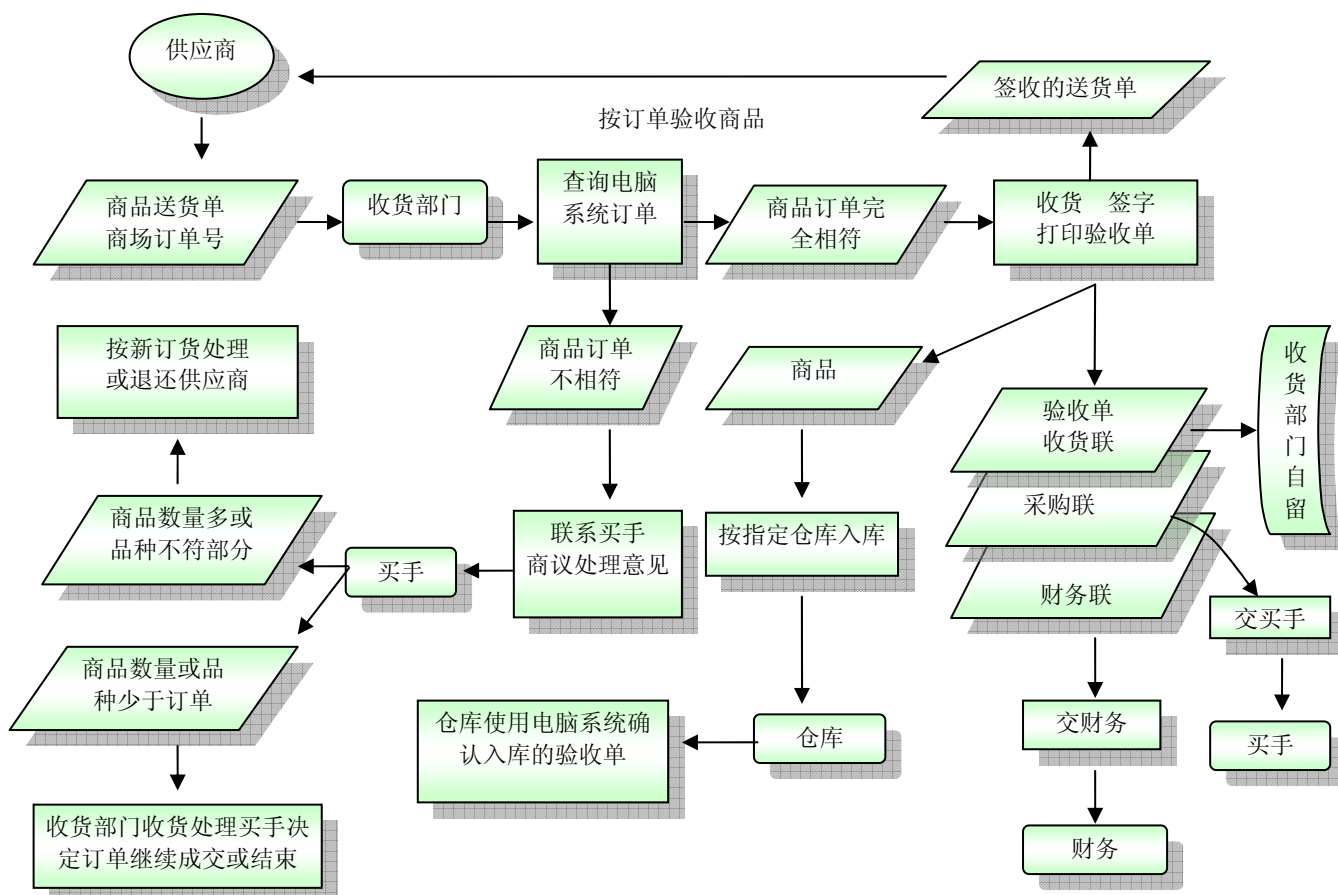 供应商
签收的送货单
按订单验收商品
商品送货单
商场订单号
收货部门
查询电脑
系统订单
商品订单完
全相符
收货 签字
打印验收单
按新订货处理
或退还供应商
商品订单
不相符
商品
验收单
收货联
收货部门自留
采购联
财务联
商品数量多或
品种不符部分
买手
联系买手
商议处理意见
按指定仓库入库
交买手
商品数量或品
种少于订单
仓库使用电脑系统确
认入库的验收单
仓库
交财务
买手
收货部门收货处理买手决
定订单继续成交或结束
财务